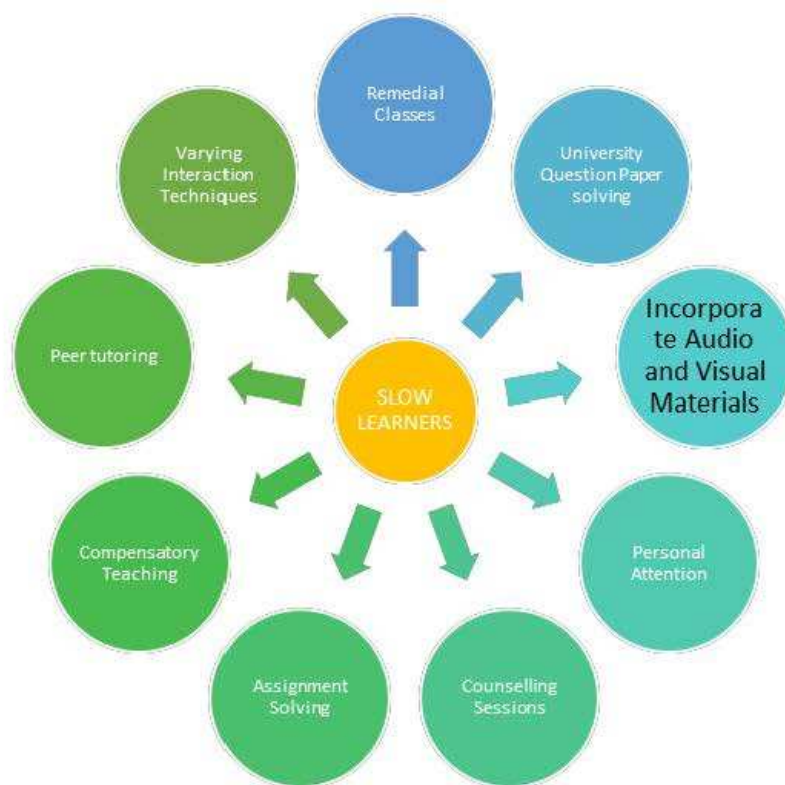 Remedial
Classes
University
Question Paper
solving
Incorpora
te Audio
and Visual
Materials
Personal
Attention
Counselling
Sessions
Assignment
Solving
Compensatory
Teaching
Peer tutoring
Varying
Interaction
Techniques
SLOW
LEARNERS